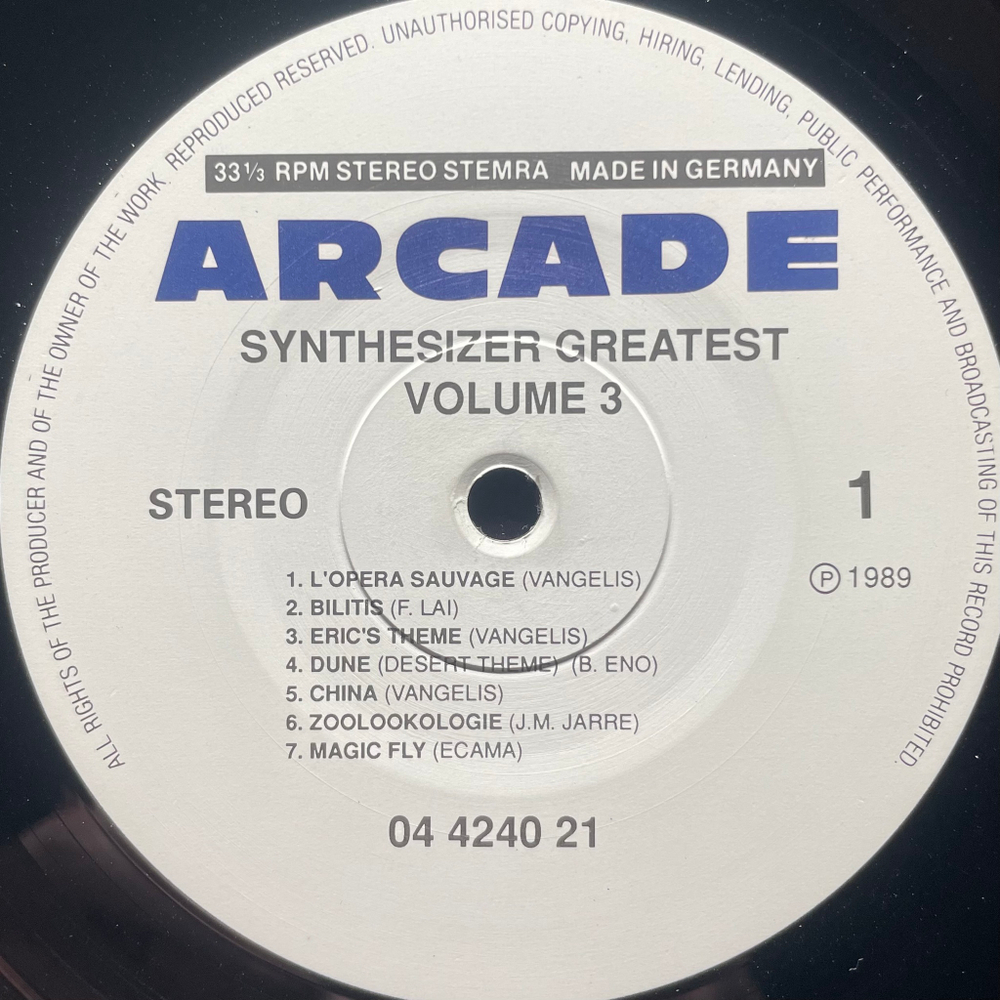 ALL RIGHTS OF THE PRODUCER AND OF THE OWNER OF THE WORK REPRODUCED RESERVED. UNAUTHORISED COPYING, HIRING, LENDING, PUBLIC PERFORMANCE AND BROADCASTING OF THIS RECORD PROHIBITED.
33 1/3 RPM STEREO STEMRA MADE IN GERMANY
ARCADE
SYNTHESIZER GREATEST
VOLUME 3
STEREO
1
℗ 1989
1. L'OPERA SAUVAGE (VANGELIS)
2. BILITIS (F. LAI)
3. ERIC'S THEME (VANGELIS)
4. DUNE (DESERT THEME) (B. ENO)
5. CHINA (VANGELIS)
6. ZOOLOOKOLOGIE (J.M. JARRE)
7. MAGIC FLY (ECAMA)
04 4240 21